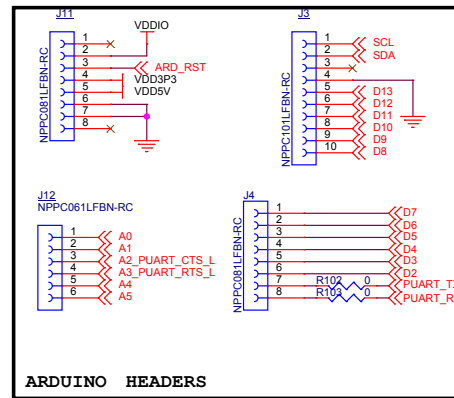 J11
NPPC081LFBN-RC
1
2
3
4
5
6
7
8
VDDIO
ARD_RST
VDD3P3
VDD5V
J3
NPPC101LFBN-RC
1
2
3
4
5
6
7
8
9
10
SCL
SDA
D13
D12
D11
D10
D9
D8
J12
NPPC061LFBN-RC
1
2
3
4
5
6
A0
A1
A2_PUART_CTS_L
A3_PUART_RTS_L
A4
A5
J4
NPPC081LFBN-RC
1
2
3
4
5
6
7
8
D7
D6
D5
D4
D3
D2
R102 0
R103 0
PUART_T
PUART_R
ARDUINO HEADERS